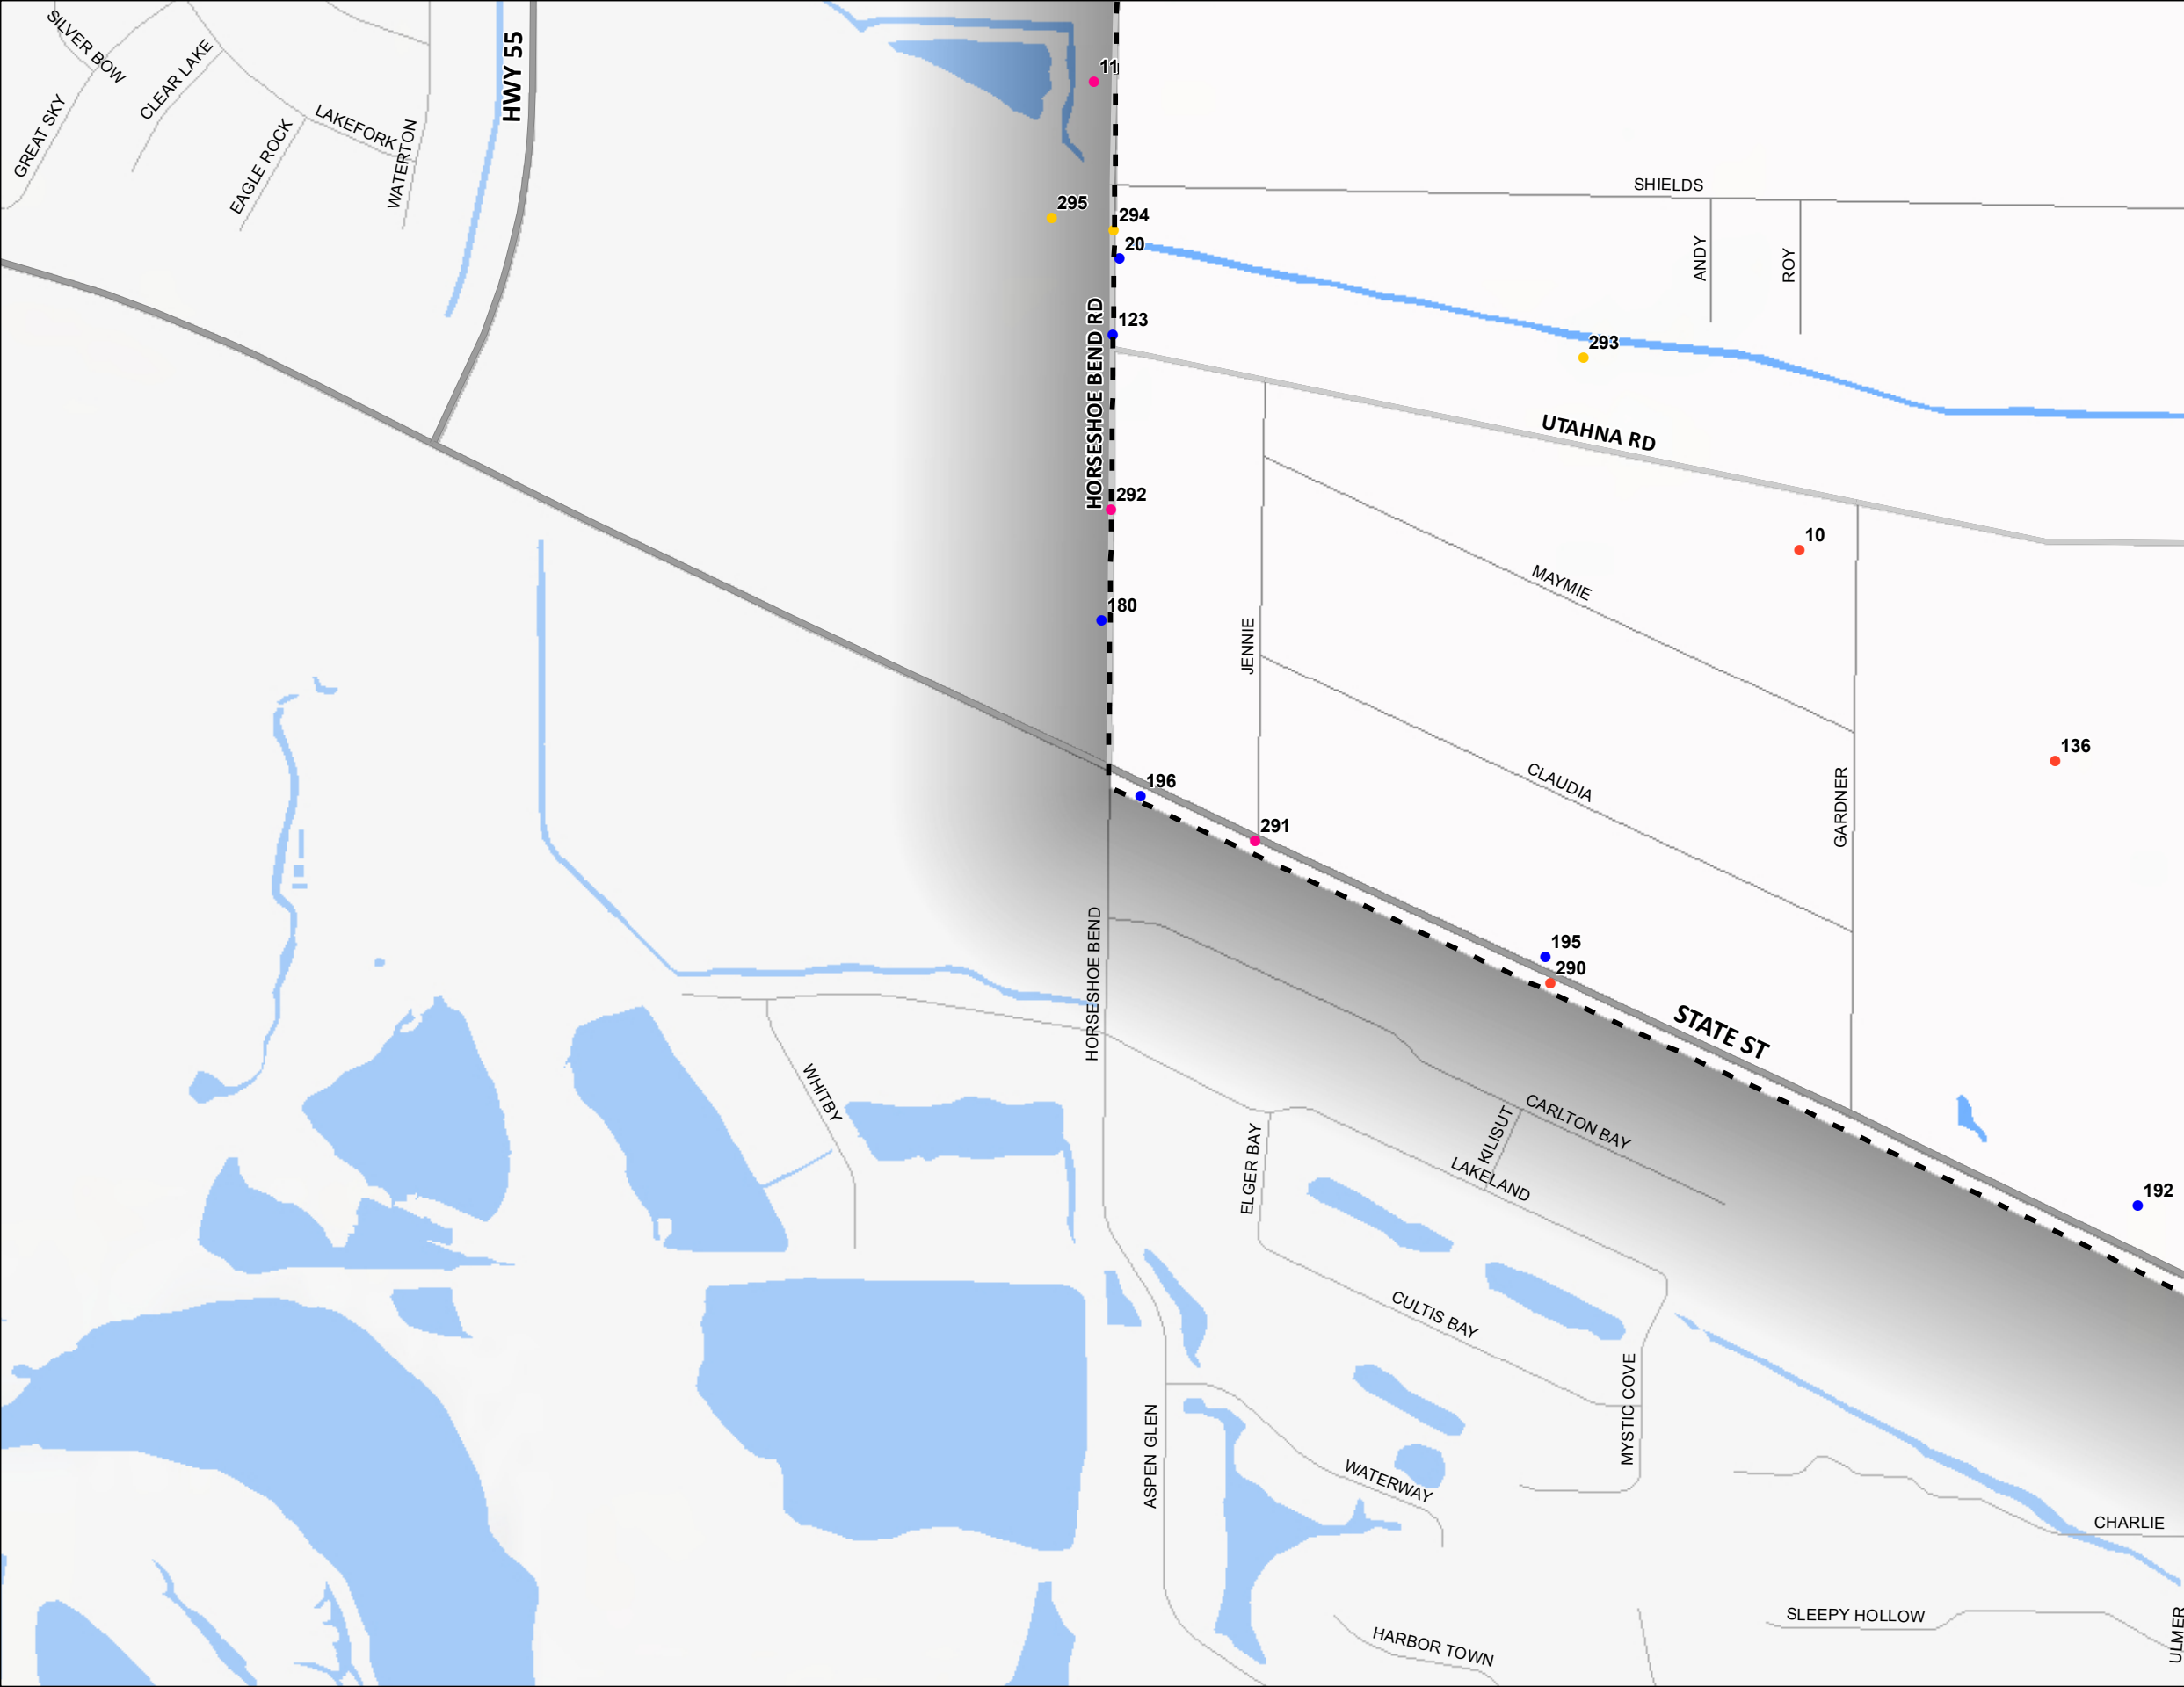 SILVER BOW
GREAT SKY
CLEAR LAKE
EAGLE ROCK
LAKEFORK
WATERTON
HWY 55
11
295
294
20
123
HORSESHOE BEND RD
292
180
SHIELDS
ANDY
ROY
293
UTAHNA RD
10
MAYMIE
JENNIE
CLAUDIA
GARDNER
136
196
291
195
290
STATE ST
192
HORSESHOE BEND
WHITBY
ELGER BAY
KILISUT
CARLTON BAY
LAKELAND
CULTIS BAY
MYSTIC COVE
ASPEN GLEN
WATERWAY
CHARLIE
SLEEPY HOLLOW
HARBOR TOWN
ULMER